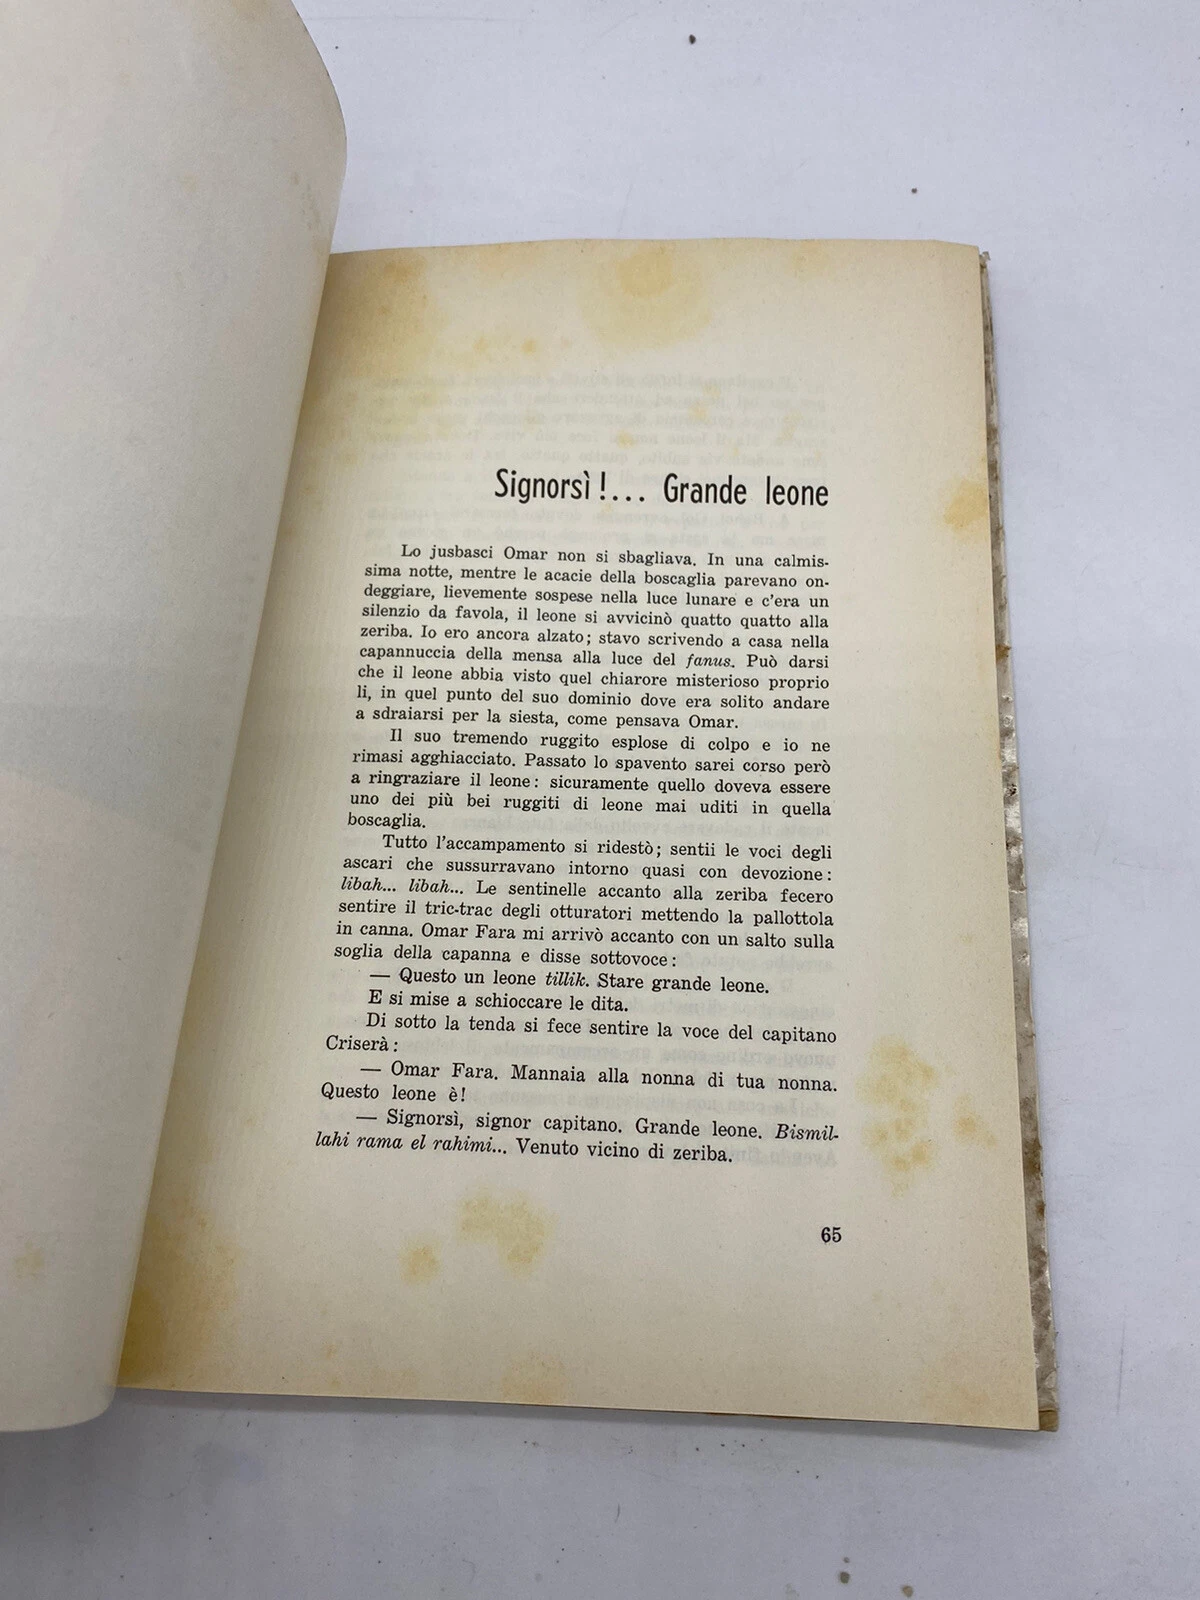 Signorsì!... Grande leone
Lo jusbasci Omar non si sbagliava. In una calmis-
sima notte, mentre le acacie della boscaglia parevano on-
deggiare, lievemente sospese nella luce lunare e c'era un
silenzio da favola, il leone si avvicinò quatto quatto alla
zeriba. Io ero ancora alzato; stavo scrivendo a casa nella
capannuccia della mensa alla luce del fanus. Può darsi
che il leone abbia visto quel chiarore misterioso proprio
lì, in quel punto del suo dominio dove era solito andare
a sdraiarsi per la siesta, come pensava Omar.
Il suo tremendo ruggito esplose di colpo e io ne
rimasi agghiacciato. Passato lo spavento sarei corso però
a ringraziare il leone: sicuramente quello doveva essere
uno dei più bei ruggiti di leone mai uditi in quella
boscaglia.
Tutto l'accampamento si ridestò; sentii le voci degli
ascari che sussurravano intorno quasi con devozione:
libah... libah... Le sentinelle accanto alla zeriba fecero
sentire il tric-trac degli otturatori mettendo la pallottola
in canna. Omar Fara mi arrivò accanto con un salto sulla
soglia della capanna e disse sottovoce:
— Questo un leone tillik. Stare grande leone.
E si mise a schioccare le dita.
Di sotto la tenda si fece sentire la voce del capitano
Criserà:
— Omar Fara. Mannaia alla nonna di tua nonna.
Questo leone è!
— Signorsì, signor capitano. Grande leone. Bismil-
lahi rama el rahimi... Venuto vicino di zeriba.
65